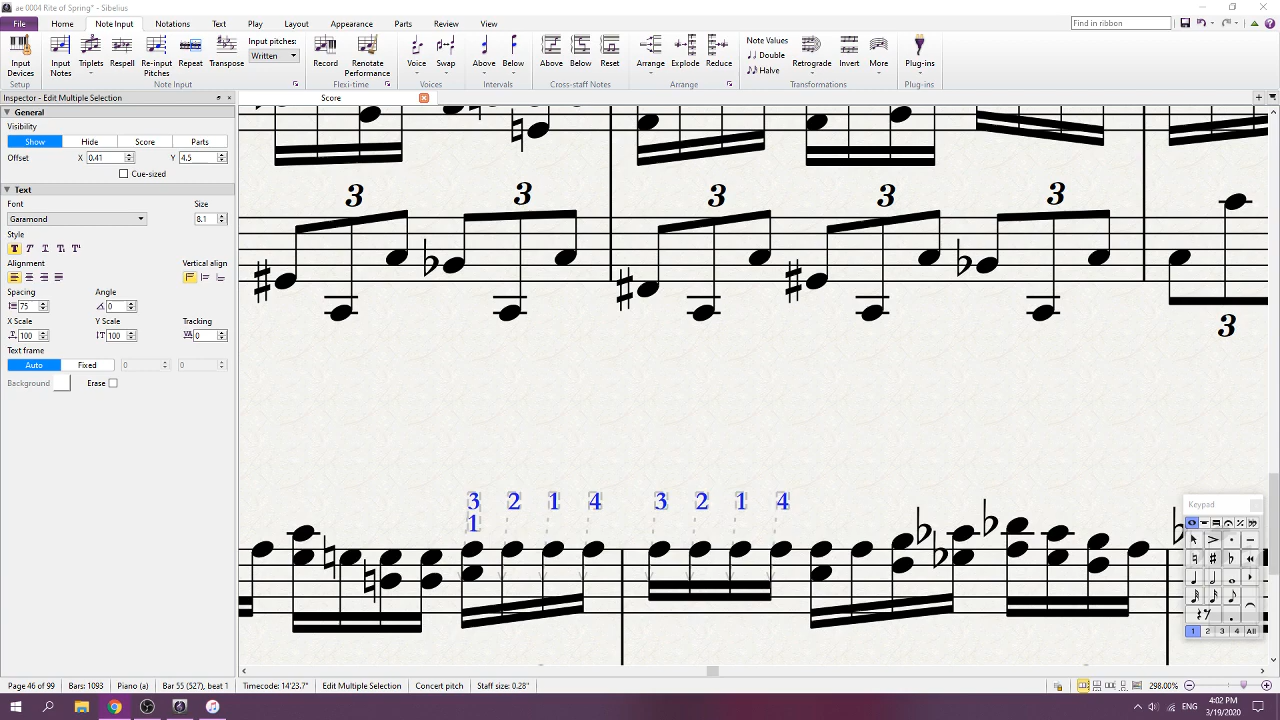 ae 0004 Rite of Spring* - Sibelius
File Home Note Input Notations Text Play Layout Appearance Parts Review View
Find in ribbon
Input Devices
Input Notes
Triplets
Respell
Re-input Pitches
Repeat
Transpose
Input pitches:
Written
Record
Renotate Performance
Voice
Swap
Above
Below
Above
Below
Reset
Arrange
Explode
Reduce
Note Values
Double
Halve
Retrograde
Invert
More
Plug-ins
Setup Note Input Flexi-time Voices Intervals Cross-staff Notes Arrange Transformations Plug-ins
Inspector - Edit Multiple Selection
Score
General
Visibility
Show Hide Score Parts
Offset X 0.41 Y 4.5
Cue-sized
Text
Font Size
Garamond 8.1
Style
T T T T T
Alignment Vertical align
Spacing Angle
75 0
X Scale Y Scale Tracking
100 100 0
Text frame
Auto Fixed 0 0
Background Erase
3 3 3 3 3
3
3 2 1 4 3 2 1 4
1
Keypad
1 2 3 4 All
Page 46 of 99 Bars: 1093 Piano (a) Bar 55 (527), beat 1 Timecode: 14'23.7" Edit Multiple Selection Concert pitch Staff size: 0.28" 298.00%
ENG
4:02 PM
3/19/2020